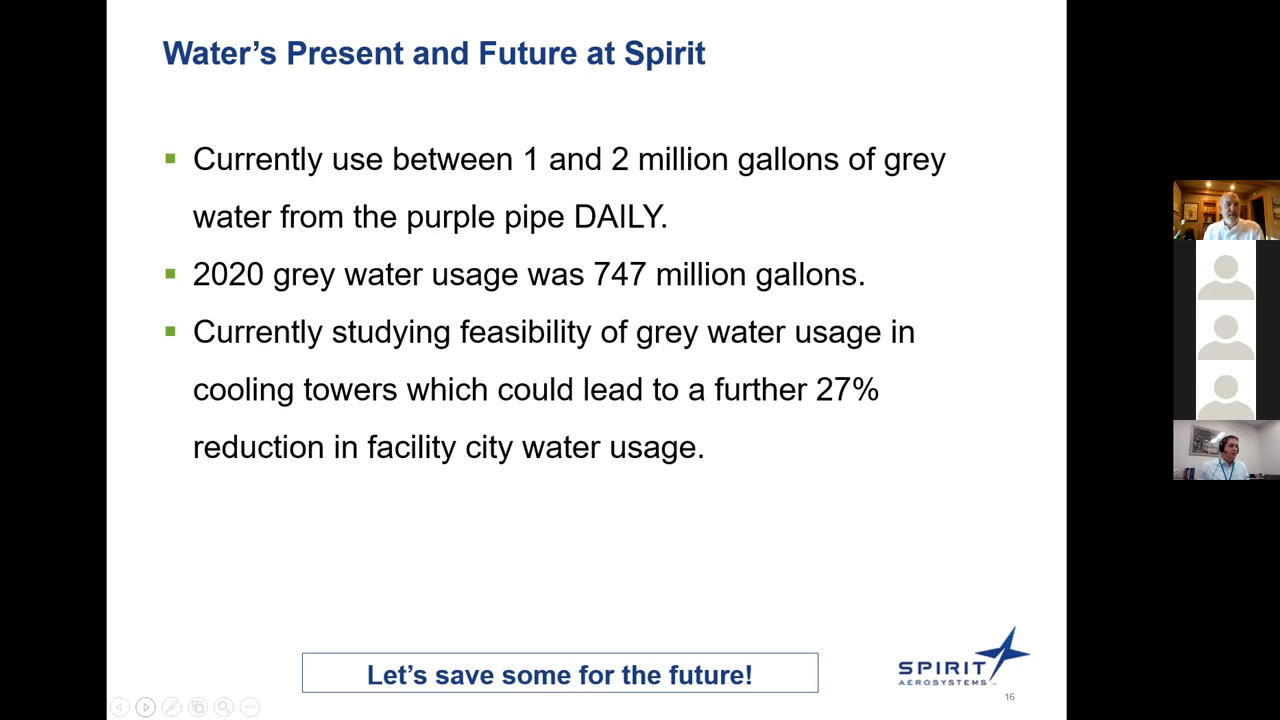 Water’s Present and Future at Spirit
▪ Currently use between 1 and 2 million gallons of grey
water from the purple pipe DAILY.
▪ 2020 grey water usage was 747 million gallons.
▪ Currently studying feasibility of grey water usage in
cooling towers which could lead to a further 27%
reduction in facility city water usage.
Let’s save some for the future!
SPIRIT
AEROSYSTEMS
16